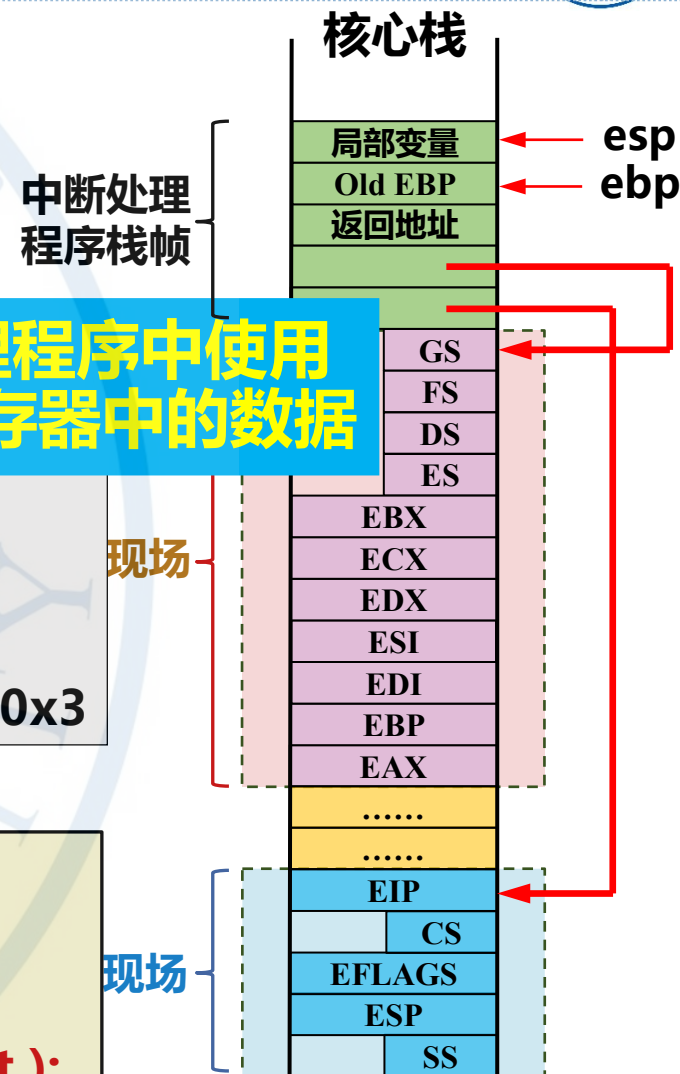 核心栈
局部变量
esp
Old EBP
ebp
中断处理
程序栈帧
返回地址
理程序中使用
存器中的数据
GS
FS
DS
ES
EBX
现场
ECX
EDX
ESI
EDI
0x3
EBP
EAX
……
……
EIP
CS
现场
EFLAGS
ESP
SS
);